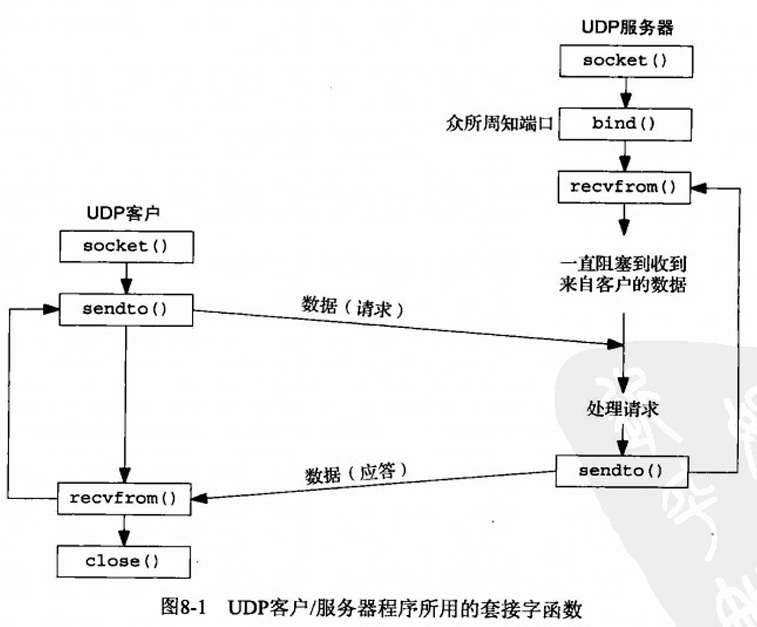 UDP服务器
socket()
众所周知端口
bind()
recvfrom()
UDP客户
socket()
一直阻塞到收到
来自客户的数据
sendto()
数据(请求)
处理请求
数据(应答)
sendto()
recvfrom()
close()
图8-1 UDP客户/服务器程序所用的套接字函数